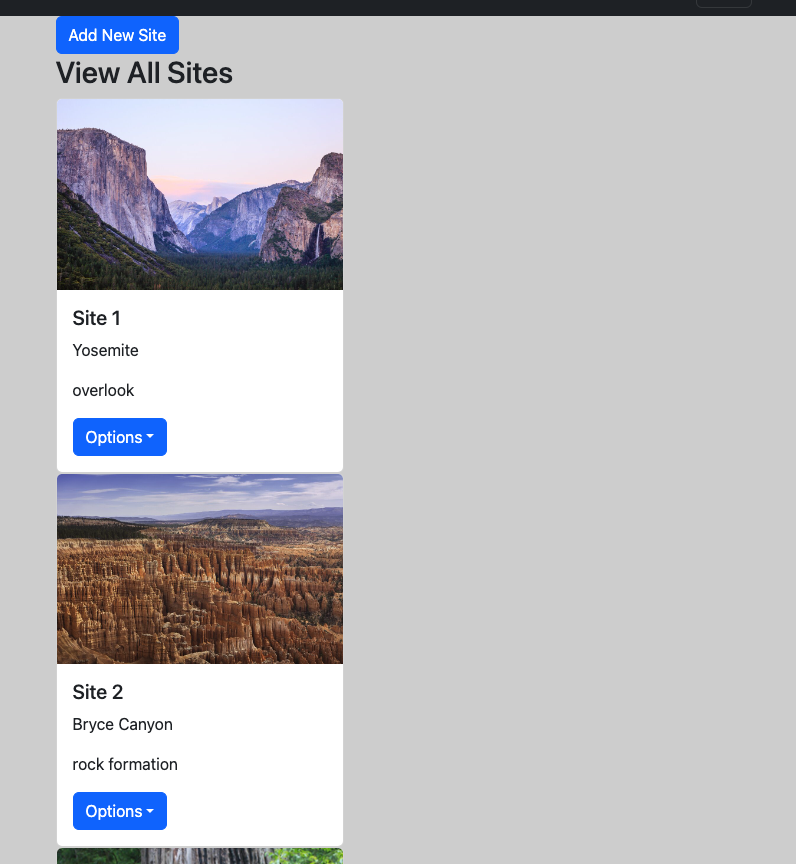 Add New Site
View All Sites
Site 1
Yosemite
overlook
Options
Site 2
Bryce Canyon
rock formation
Options